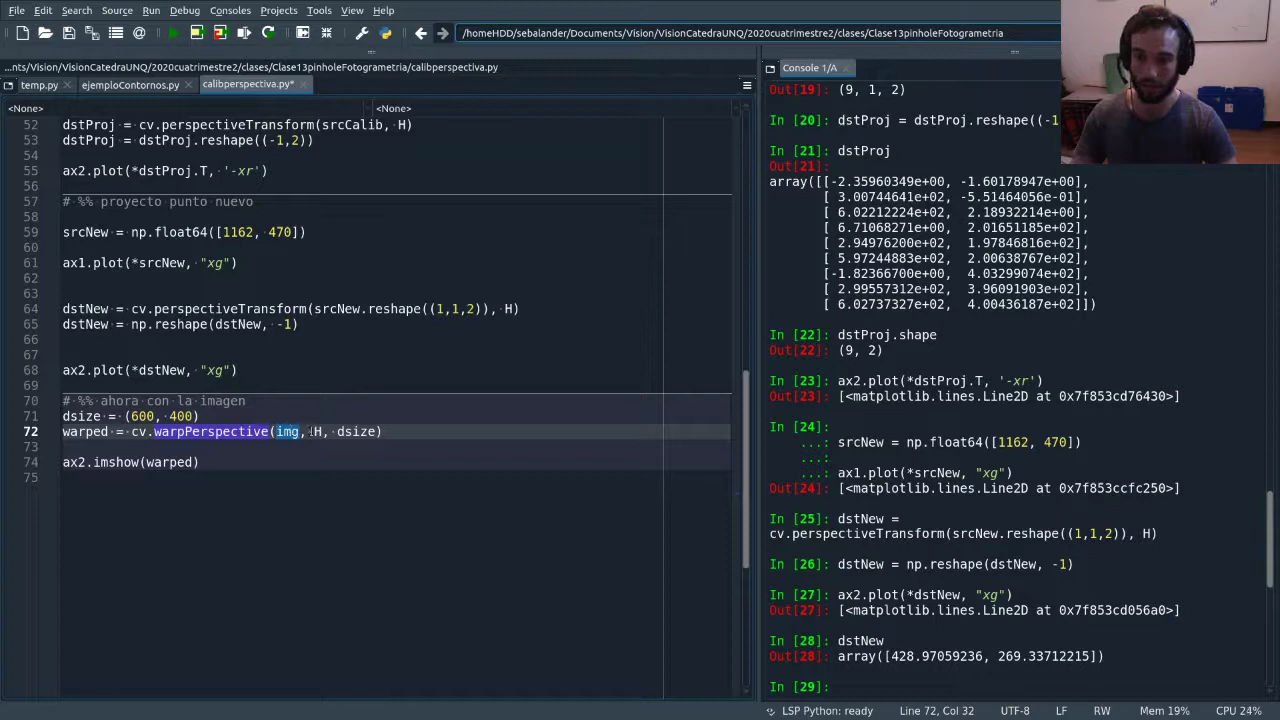 File Edit Search Source Run Debug Consoles Projects Tools View Help
/homeHDD/sebalander/Documents/Vision/VisionCatedraUNQ/2020cuatrimestre2/clases/Clase13pinholeFotogrametria
...nts/Vision/VisionCatedraUNQ/2020cuatrimestre2/clases/Clase13pinholeFotogrametria/calibperspectiva.py
temp.py ejemploContornos.py calibperspectiva.py*
<None> <None>
52 dstProj = cv.perspectiveTransform(srcCalib, H)
53 dstProj = dstProj.reshape((-1,2))
54
55 ax2.plot(*dstProj.T, '-xr')
56
57 # %% proyecto punto nuevo
58
59 srcNew = np.float64([1162, 470])
60
61 ax1.plot(*srcNew, "xg")
62
63
64 dstNew = cv.perspectiveTransform(srcNew.reshape((1,1,2)), H)
65 dstNew = np.reshape(dstNew, -1)
66
67
68 ax2.plot(*dstNew, "xg")
69
70 # %% ahora con la imagen
71 dsize = (600, 400)
72 warped = cv.warpPerspective(img, H, dsize)
73
74 ax2.imshow(warped)
75
Console 1/A
Out[19]: (9, 1, 2)
In [20]: dstProj = dstProj.reshape((-1
In [21]: dstProj
Out[21]:
array([[-2.35960349e+00, -1.60178947e+00],
[ 3.00744641e+02, -5.51464056e-01],
[ 6.02212224e+02, 2.18932214e+00],
[ 6.71068271e+00, 2.01651185e+02],
[ 2.94976200e+02, 1.97846816e+02],
[ 5.97244283e+02, 2.00638767e+02],
[-1.82366700e+00, 4.03299074e+02],
[ 2.99557312e+02, 3.96091903e+02],
[ 6.02737327e+02, 4.00436187e+02]])
In [22]: dstProj.shape
Out[22]: (9, 2)
In [23]: ax2.plot(*dstProj.T, '-xr')
Out[23]: [<matplotlib.lines.Line2D at 0x7f853cd76430>]
In [24]:
...: srcNew = np.float64([1162, 470])
...:
...: ax1.plot(*srcNew, "xg")
Out[24]: [<matplotlib.lines.Line2D at 0x7f853ccfc250>]
In [25]: dstNew =
cv.perspectiveTransform(srcNew.reshape((1,1,2)), H)
In [26]: dstNew = np.reshape(dstNew, -1)
In [27]: ax2.plot(*dstNew, "xg")
Out[27]: [<matplotlib.lines.Line2D at 0x7f853cd056a0>]
In [28]: dstNew
Out[28]: array([428.97059236, 269.33712215])
In [29]:
LSP Python: ready Line 72, Col 32 UTF-8 LF RW Mem 19% CPU 24%